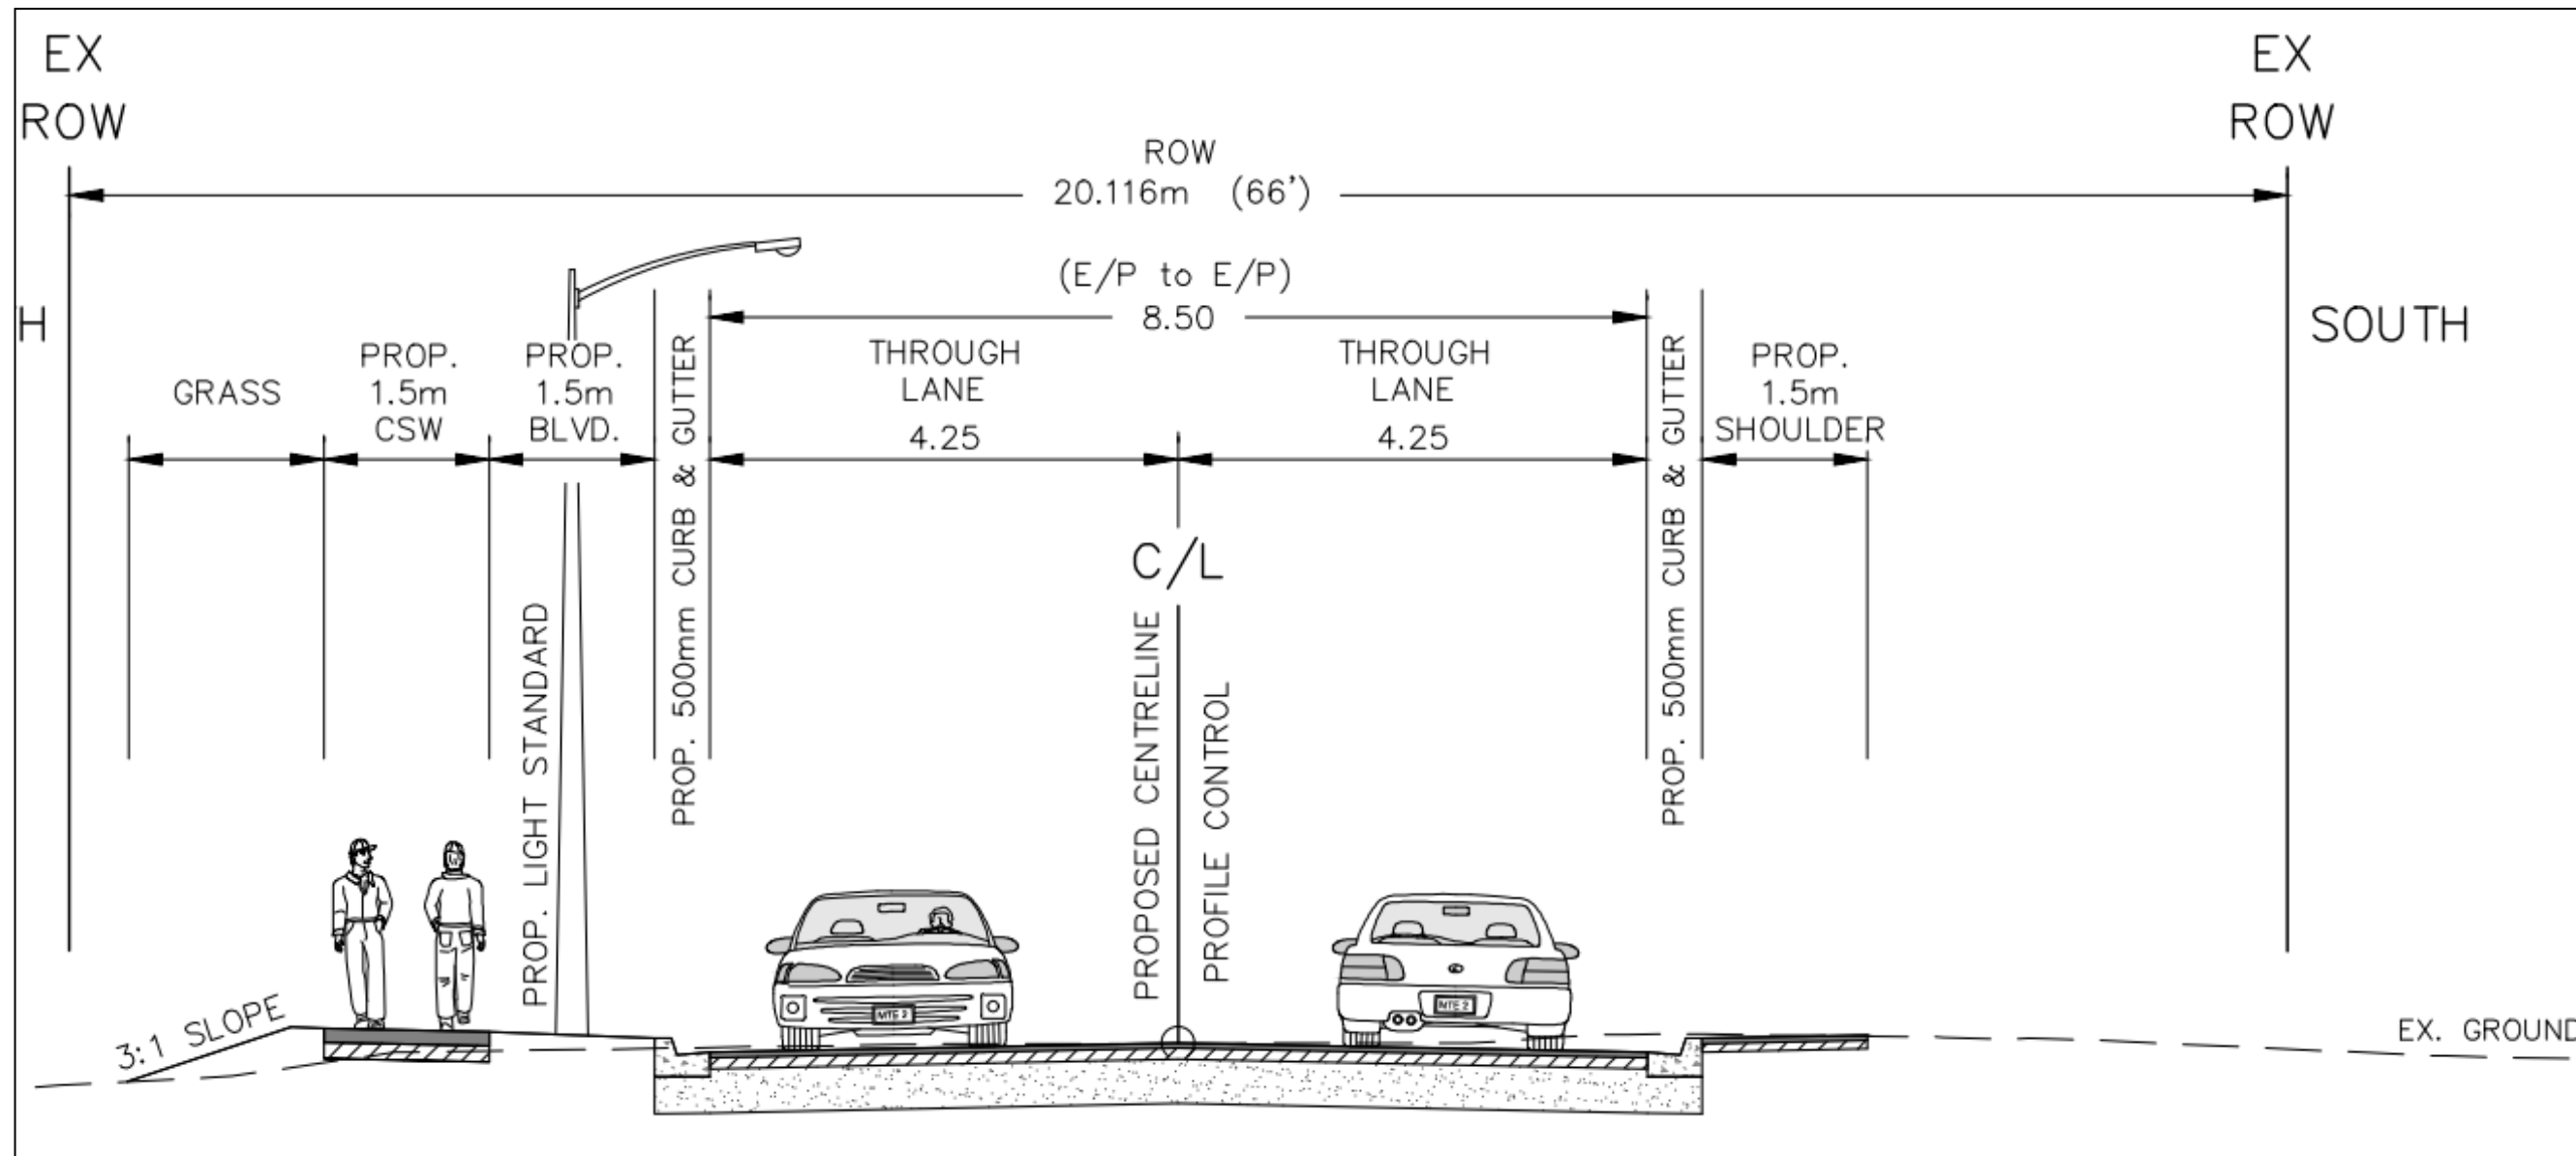 EX
ROW
EX
ROW
ROW
20.116m (66')
(E/P to E/P)
8.50
H
SOUTH
GRASS
PROP.
1.5m
CSW
PROP.
1.5m
BLVD.
PROP. 500mm CURB & GUTTER
THROUGH
LANE
4.25
THROUGH
LANE
4.25
PROP. 500mm CURB & GUTTER
PROP.
1.5m
SHOULDER
C/L
PROP. LIGHT STANDARD
PROPOSED CENTRELINE
PROFILE CONTROL
3:1 SLOPE
MTE 2
MTE 2
EX. GROUND